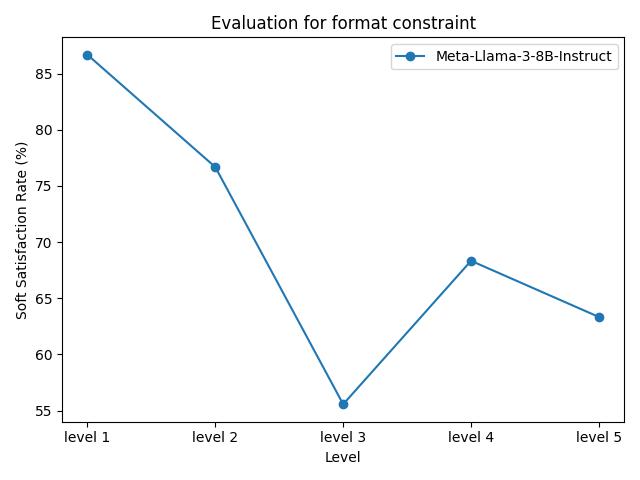 Evaluation for format constraint
Meta-Llama-3-8B-Instruct
Soft Satisfaction Rate (%)
85
80
75
70
65
60
55
level 1 level 2 level 3 level 4 level 5
Level